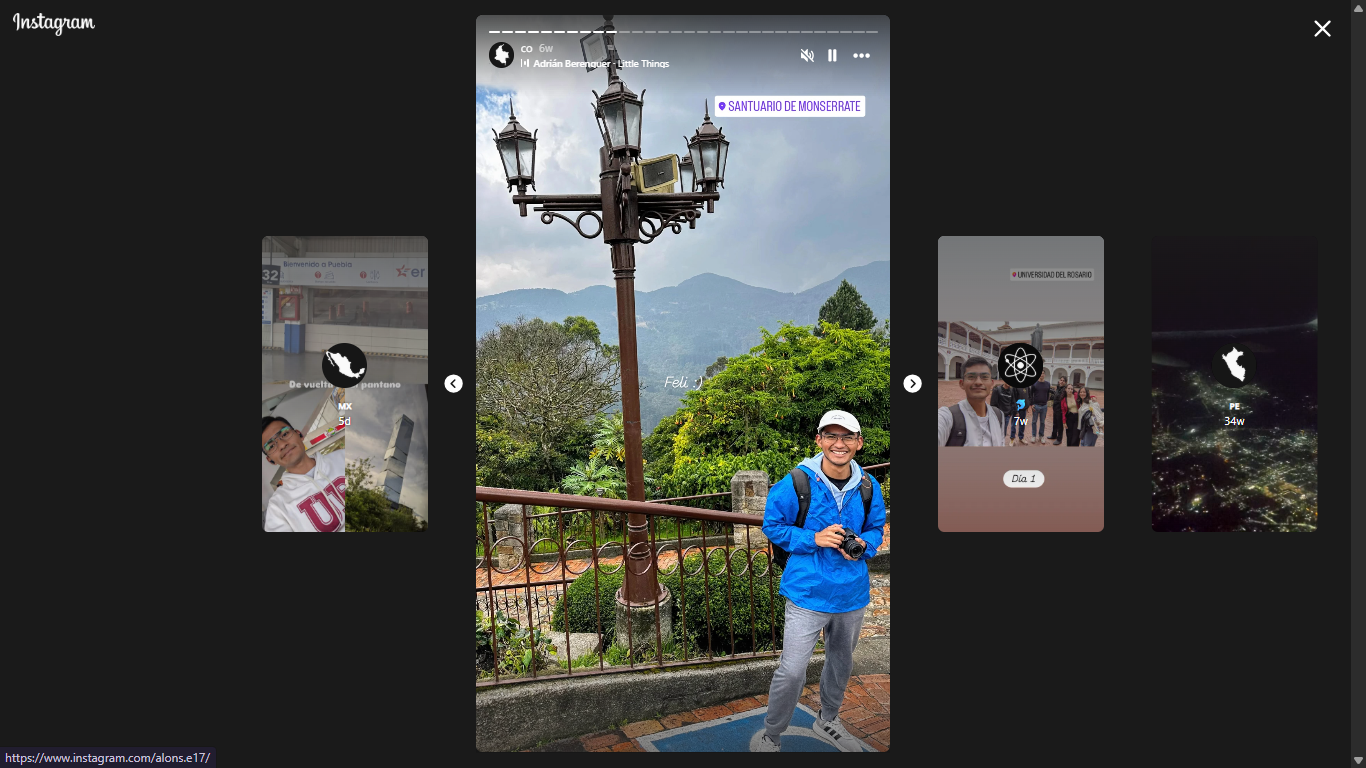 Instagram
CO 6w
Adrián Berenguer · Little Things
SANTUARIO DE MONSERRATE
Feli :)
32
Bienvenido a Puebla
er
De vuelta pantano
MX
5d
UNIVERSIDAD DEL ROSARIO
7w
Día 1
PE
34w
https://www.instagram.com/alons.e17/